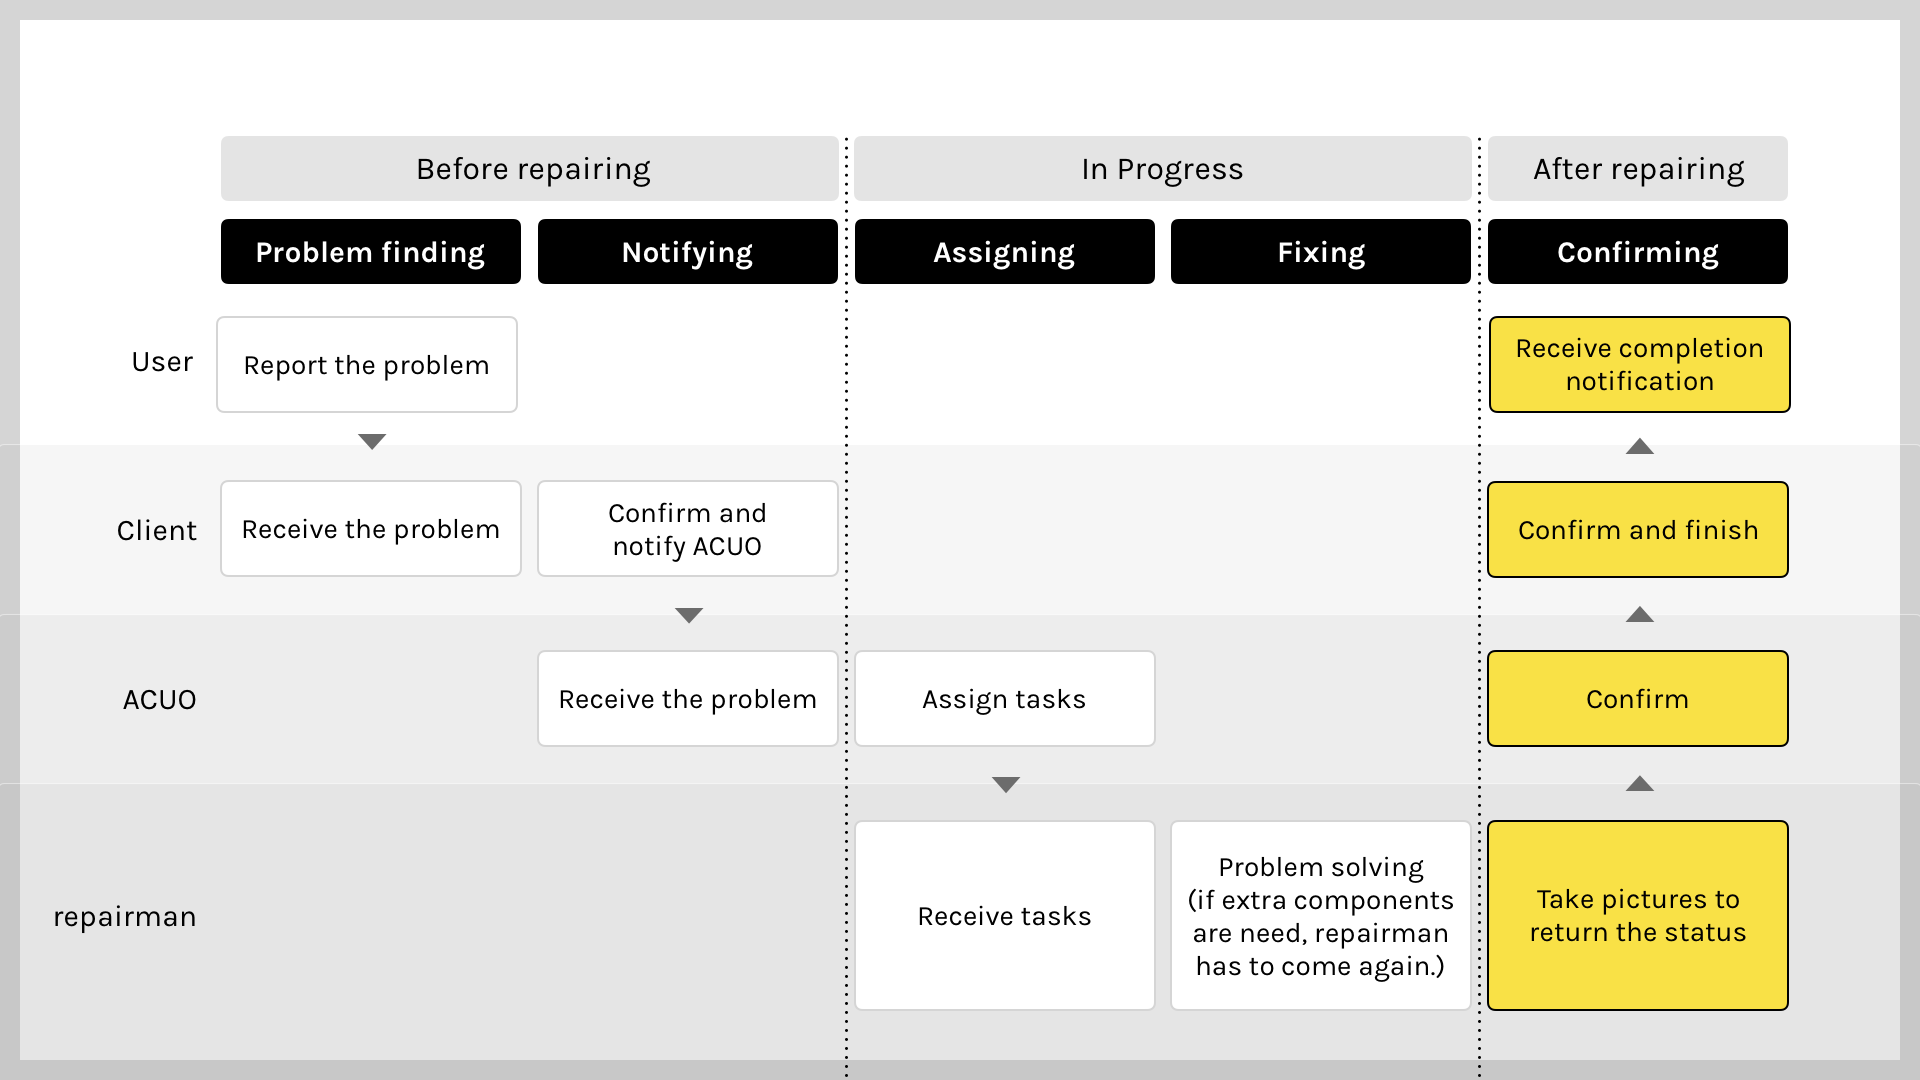 Before repairing
In Progress
After repairing
Problem finding
Notifying
Assigning
Fixing
Confirming
User
Report the problem
Receive completion
notification
Client
Receive the problem
Confirm and
notify ACUO
Confirm and finish
ACUO
Receive the problem
Assign tasks
Confirm
repairman
Receive tasks
Problem solving
(if extra components
are need, repairman
has to come again.)
Take pictures to
return the status